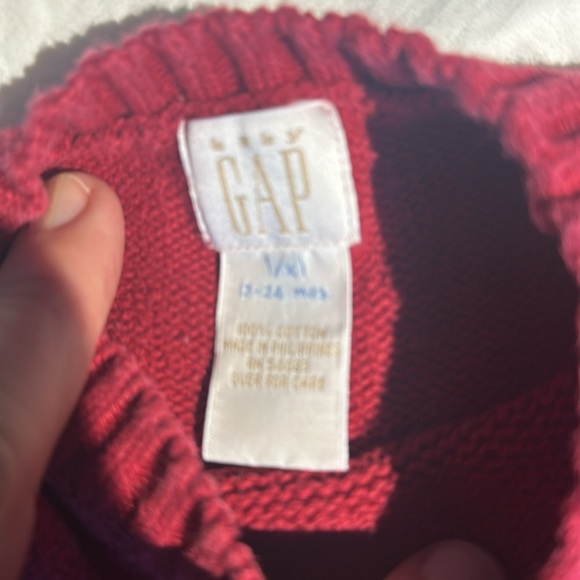 baby
GAP
1/xl
12-24 mos.
100% COTTON
MADE IN PHILIPPINES
RN 54023
OVER FOR CARE